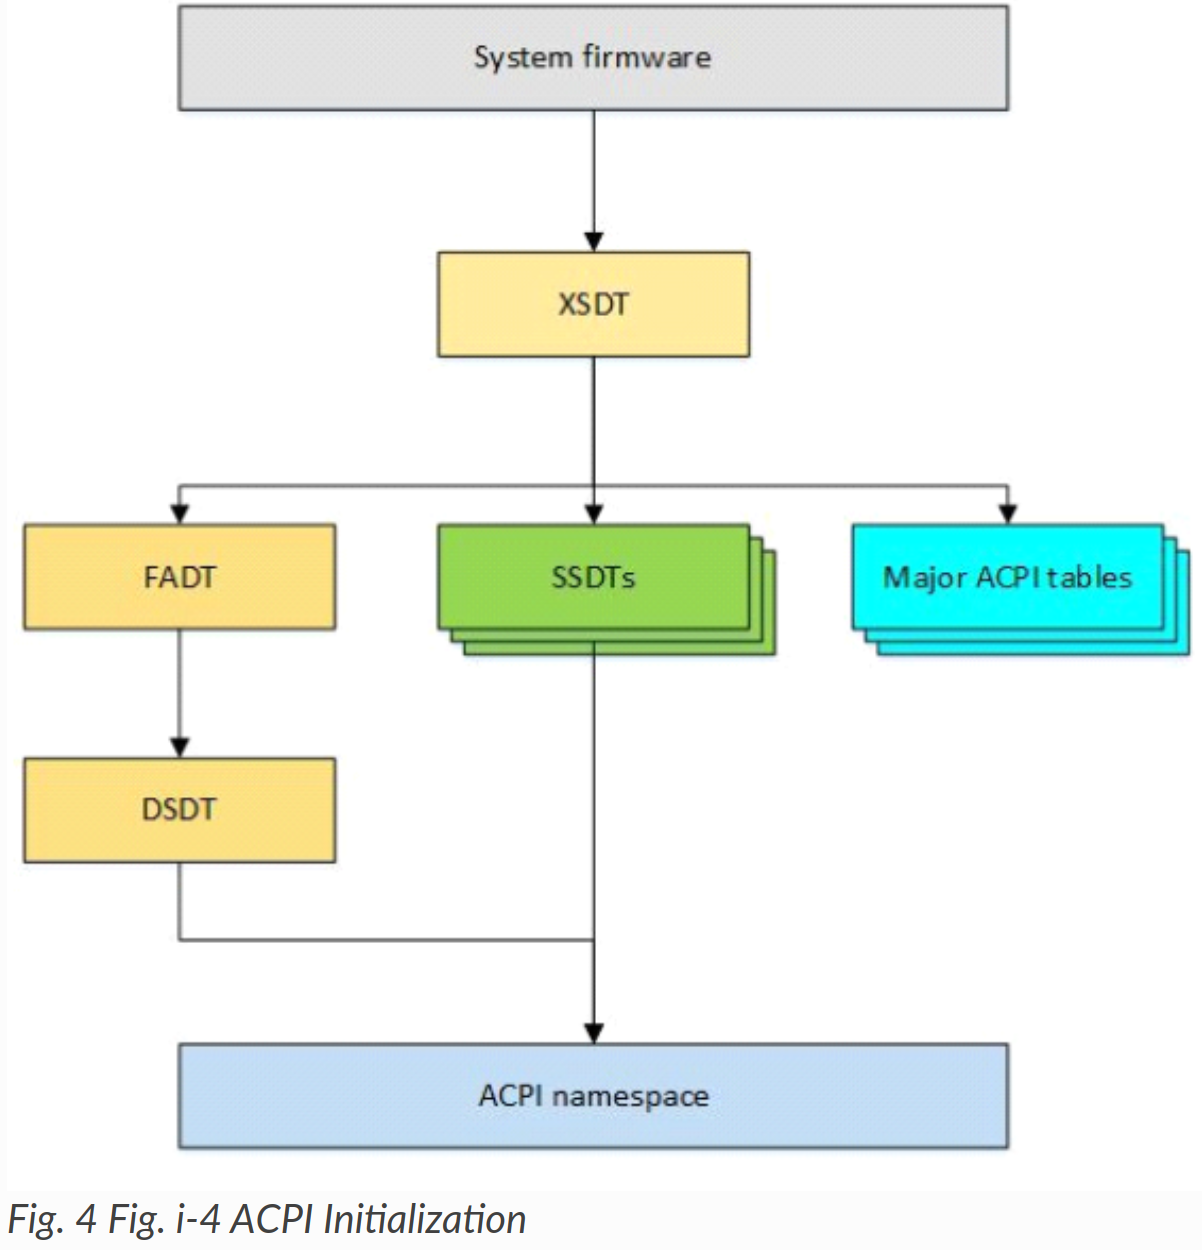 System firmware
XSDT
FADT
SSDTs
Major ACPI tables
DSDT
ACPI namespace
Fig. 4 Fig. i-4 ACPI Initialization